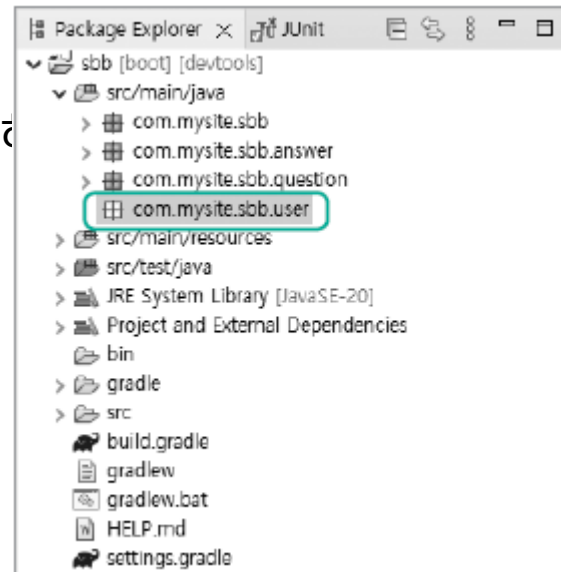 Package Explorer JUnit
sbb [boot] [devtools]
src/main/java
com.mysite.sbb
com.mysite.sbb.answer
com.mysite.sbb.question
com.mysite.sbb.user
src/main/resources
src/test/java
JRE System Library [JavaSE-20]
Project and External Dependencies
bin
gradle
src
build.gradle
gradlew
gradlew.bat
HELP.md
settings.gradle